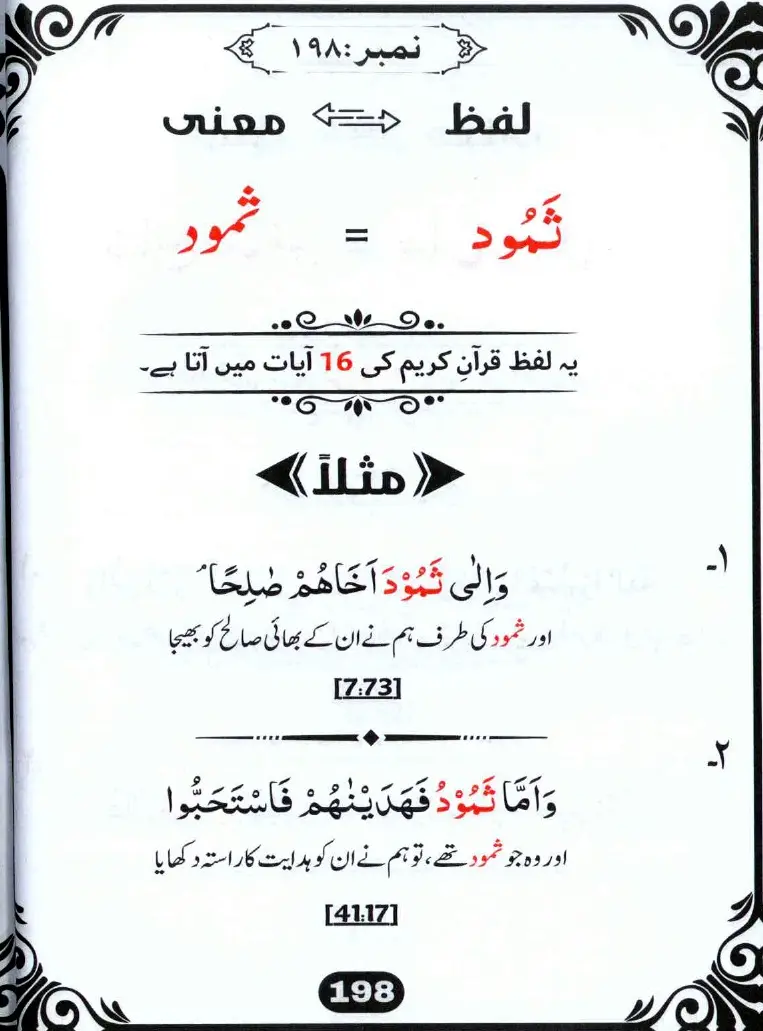 نمبر:۱۹۸
لفظ معنی
ثَمُود = ثمود
یہ لفظ قرآنِ کریم کی 16 آیات میں آتا ہے۔
مثلاً
۱۔
وَاِلٰی ثَمُوْدَ اَخَاهُمْ صٰلِحًا ۘ
اور ثمود کی طرف ہم نے ان کے بھائی صالح کو بھیجا
[7:73]
۲۔
وَاَمَّا ثَمُوْدُ فَهَدَيْنٰهُمْ فَاسْتَحَبُّوا
اور وہ جو ثمود تھے، تو ہم نے ان کو ہدایت کا راستہ دکھایا
[41:17]
198